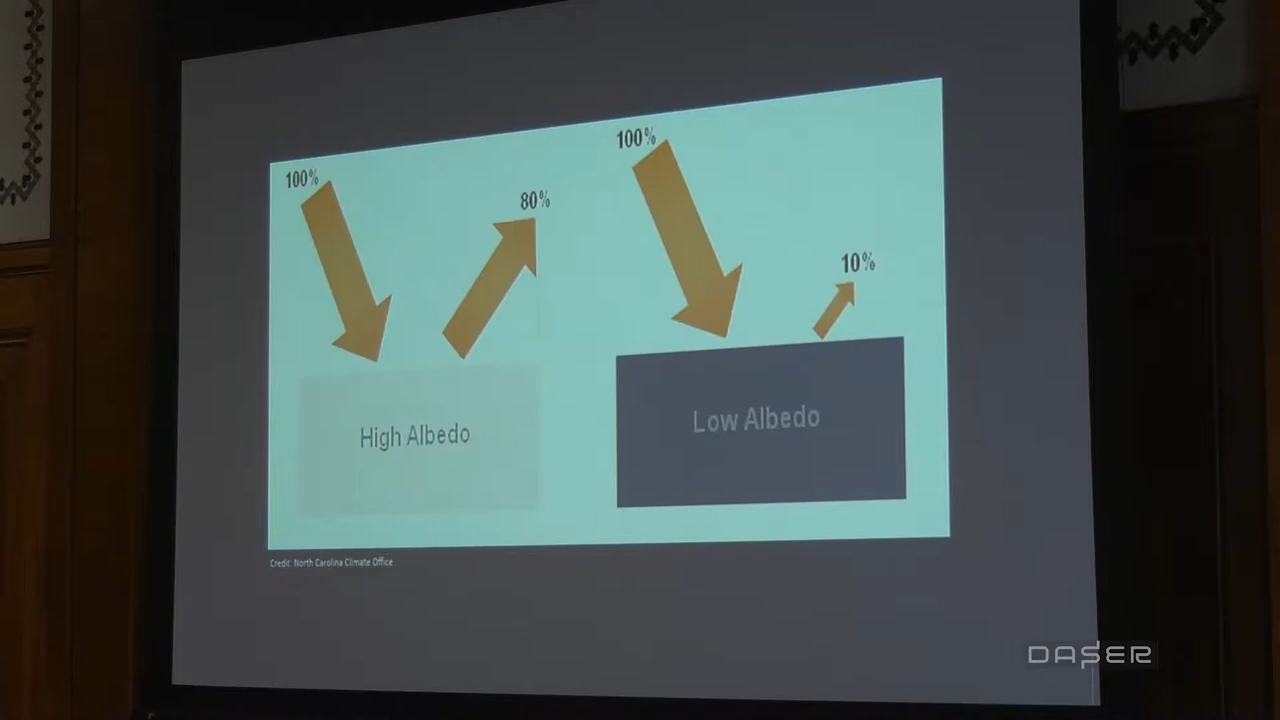 100%
80%
100%
10%
High Albedo
Low Albedo
Credit: North Carolina Climate Office
DASER